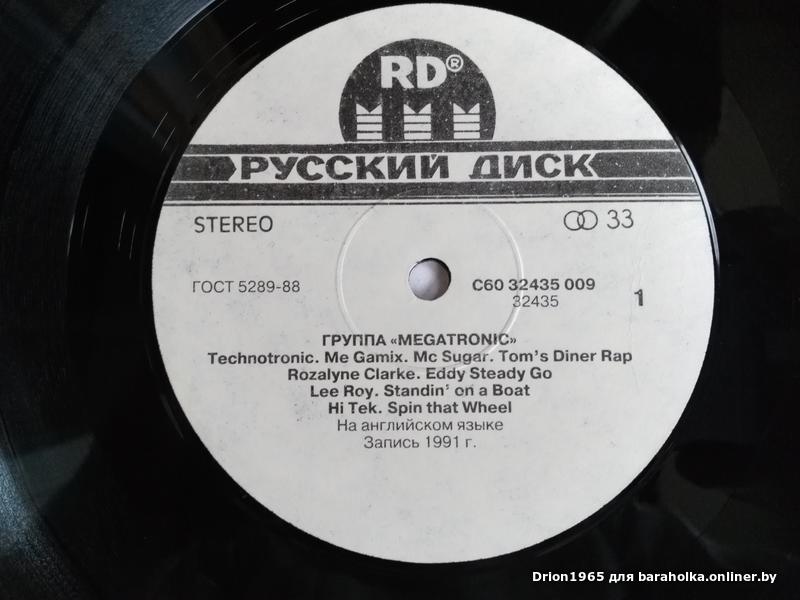 RD®
РУССКИЙ ДИСК
STEREO
33
ГОСТ 5289-88
С60 32435 009
32435
1
ГРУППА «MEGATRONIC»
Technotronic. Me Gamix. Mc Sugar. Tom's Diner Rap
Rozalyne Clarke. Eddy Steady Go
Lee Roy. Standin' on a Boat
Hi Tek. Spin that Wheel
На английском языке
Запись 1991 г.
Drion1965 для baraholka.onliner.by